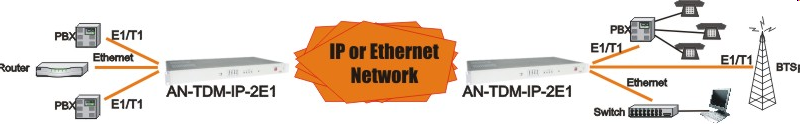 PBX
E1/T1
Ethernet
Router
PBX
E1/T1
AN-TDM-IP-2E1
IP or Ethernet
Network
AN-TDM-IP-2E1
PBX
E1/T1
E1/T1
BTSp
Ethernet
Switch